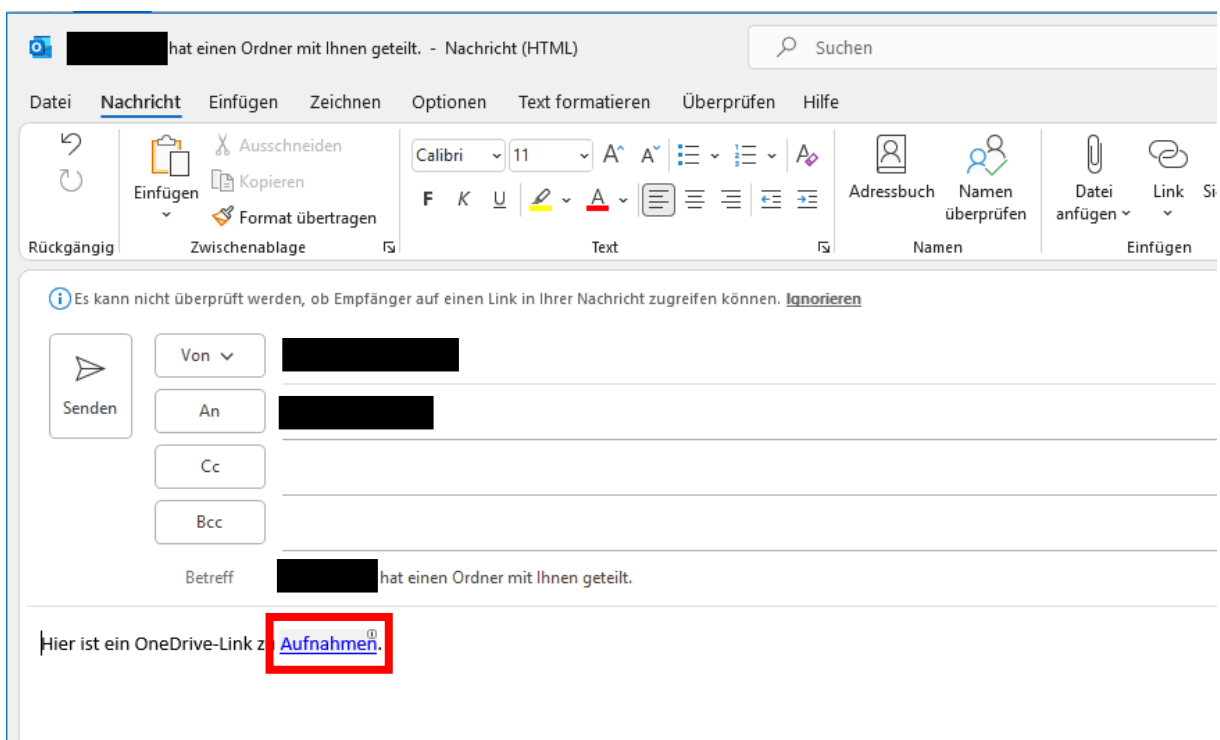 hat einen Ordner mit Ihnen geteilt. - Nachricht (HTML)
Suchen
Datei Nachricht Einfügen Zeichnen Optionen Text formatieren Überprüfen Hilfe
Ausschneiden
Kopieren
Format übertragen
Einfügen
Calibri 11
F K U
Adressbuch
Namen überprüfen
Datei anfügen
Link
Rückgängig Zwischenablage Text Namen Einfügen
Es kann nicht überprüft werden, ob Empfänger auf einen Link in Ihrer Nachricht zugreifen können. Ignorieren
Von
Senden
An
Cc
Bcc
Betreff hat einen Ordner mit Ihnen geteilt.
Hier ist ein OneDrive-Link zu Aufnahmen.